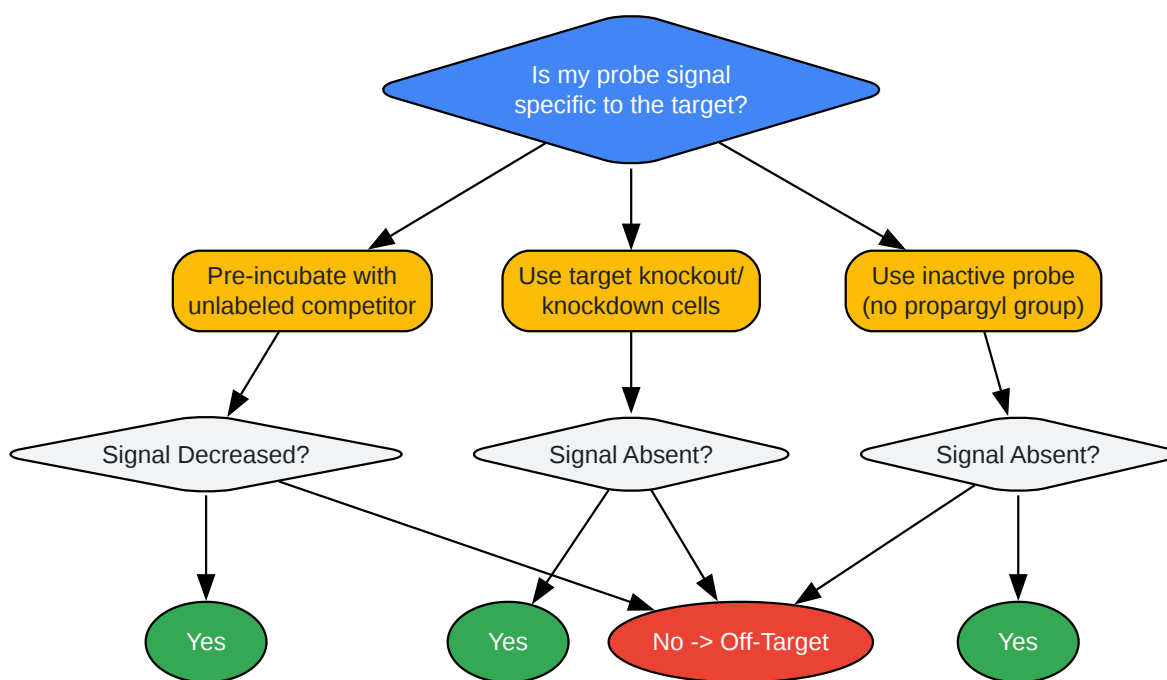 Is my probe signal
specific to the target?
Pre-incubate with
unlabeled competitor
Use target knockout/
knockdown cells
Use inactive probe
(no propargyl group)
Signal Decreased?
Signal Absent?
Signal Absent?
Yes
Yes
No -> Off-Target
Yes